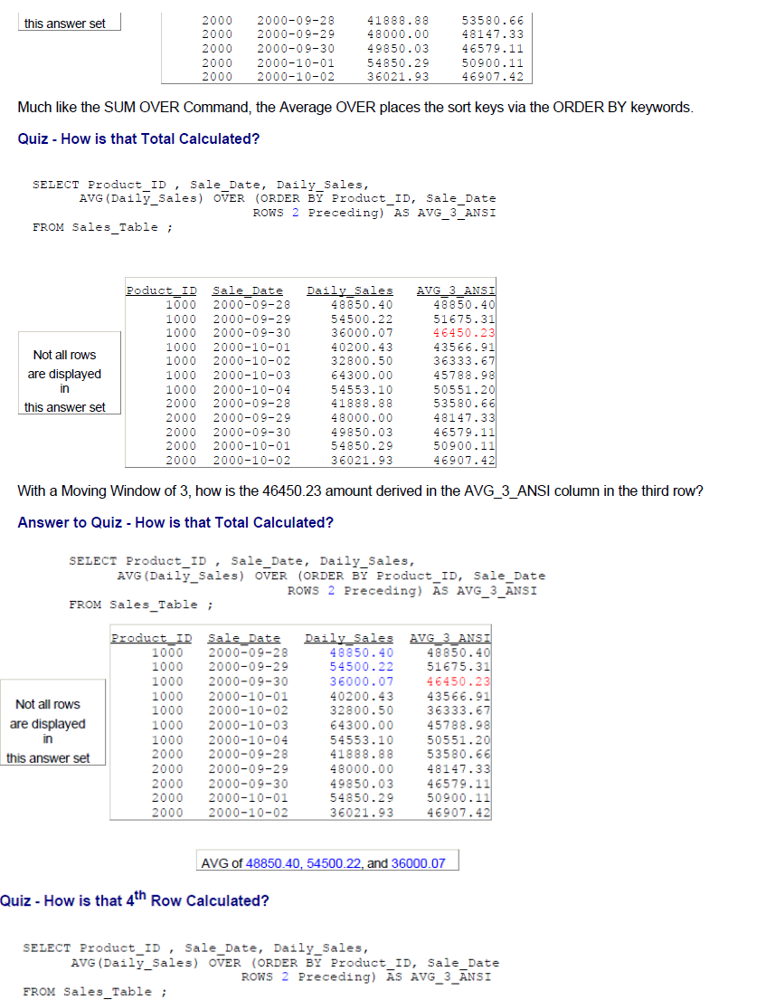 this answer set
2000 2000-09-28 41888.88 53580.66
2000 2000-09-29 48000.00 48147.33
2000 2000-09-30 49850.03 46579.11
2000 2000-10-01 54850.29 50900.11
2000 2000-10-02 36021.93 46907.42
Much like the SUM OVER Command, the Average OVER places the sort keys via the ORDER BY keywords.
Quiz - How is that Total Calculated?
SELECT Product_ID , Sale_Date, Daily_Sales,
AVG(Daily_Sales) OVER (ORDER BY Product_ID, Sale_Date
ROWS 2 Preceding) AS AVG_3_ANSI
FROM Sales_Table ;
Poduct_ID Sale_Date Daily_Sales AVG_3_ANSI
1000 2000-09-28 48850.40 48850.40
1000 2000-09-29 54500.22 51675.31
1000 2000-09-30 36000.07 46450.23
1000 2000-10-01 40200.43 43566.91
1000 2000-10-02 32800.50 36333.67
1000 2000-10-03 64300.00 45788.98
1000 2000-10-04 54553.10 50551.20
2000 2000-09-28 41888.88 53580.66
2000 2000-09-29 48000.00 48147.33
2000 2000-09-30 49850.03 46579.11
2000 2000-10-01 54850.29 50900.11
2000 2000-10-02 36021.93 46907.42
Not all rows
are displayed
in
this answer set
With a Moving Window of 3, how is the 46450.23 amount derived in the AVG_3_ANSI column in the third row?
Answer to Quiz - How is that Total Calculated?
SELECT Product_ID , Sale_Date, Daily_Sales,
AVG(Daily_Sales) OVER (ORDER BY Product_ID, Sale_Date
ROWS 2 Preceding) AS AVG_3_ANSI
FROM Sales_Table ;
Product_ID Sale_Date Daily_Sales AVG_3_ANSI
1000 2000-09-28 48850.40 48850.40
1000 2000-09-29 54500.22 51675.31
1000 2000-09-30 36000.07 46450.23
1000 2000-10-01 40200.43 43566.91
1000 2000-10-02 32800.50 36333.67
1000 2000-10-03 64300.00 45788.98
1000 2000-10-04 54553.10 50551.20
2000 2000-09-28 41888.88 53580.66
2000 2000-09-29 48000.00 48147.33
2000 2000-09-30 49850.03 46579.11
2000 2000-10-01 54850.29 50900.11
2000 2000-10-02 36021.93 46907.42
Not all rows
are displayed
in
this answer set
AVG of 48850.40, 54500.22, and 36000.07
Quiz - How is that 4th Row Calculated?
SELECT Product_ID , Sale_Date, Daily_Sales,
AVG(Daily_Sales) OVER (ORDER BY Product_ID, Sale_Date
ROWS 2 Preceding) AS AVG_3_ANSI
FROM Sales_Table ;